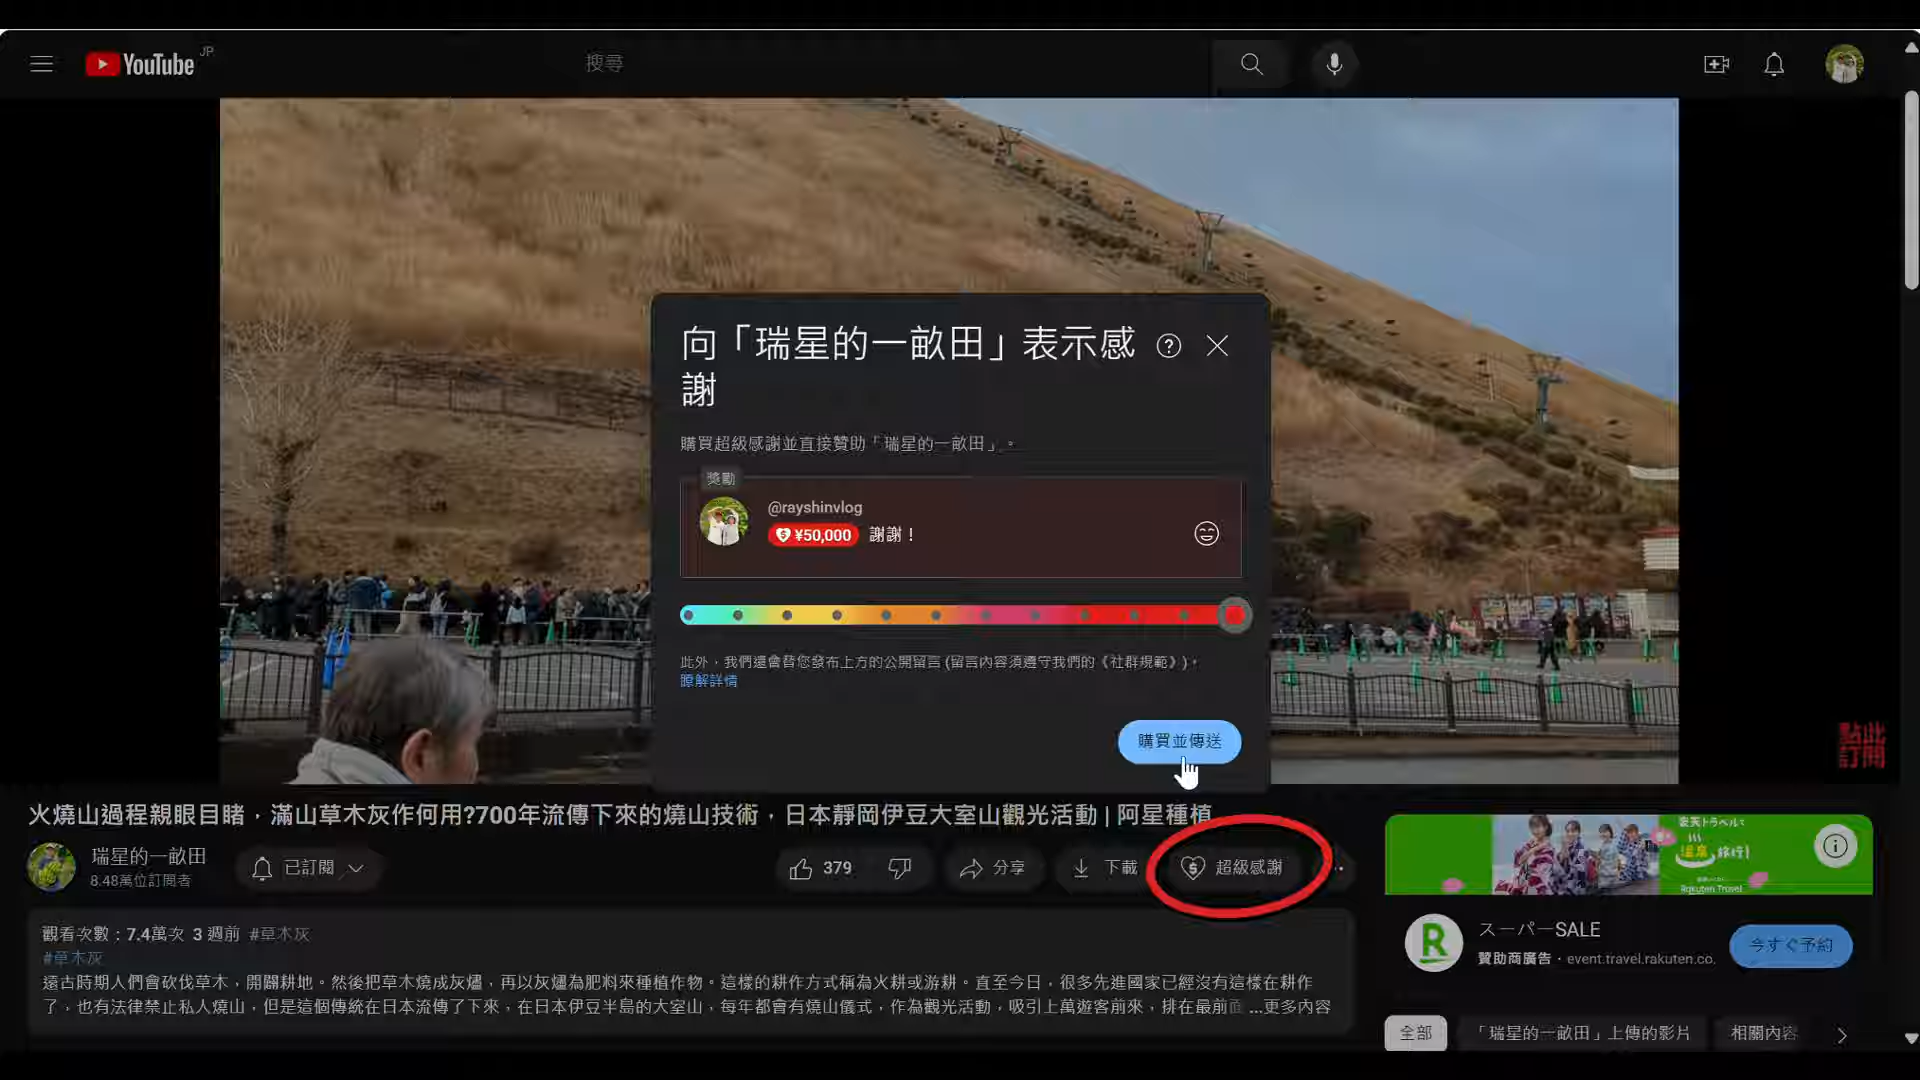 YouTube JP
搜尋
向「瑞星的一畝田」表示感
謝
購買超級感謝並直接贊助「瑞星的一畝田」。
獎勵
@rayshinvlog
¥50,000 謝謝！
此外，我們還會替您發布上方的公開留言 (留言內容須遵守我們的《社群規範》)。
瞭解詳情
購買並傳送
點此
訂閱
火燒山過程親眼目睹，滿山草木灰作何用?700年流傳下來的燒山技術，日本靜岡伊豆大室山觀光活動 | 阿星種植
瑞星的一畝田
8.48萬位訂閱者
已訂閱
379
分享
下載
超級感謝
觀看次數：7.4萬次 3 週前 #草木灰
#草木灰
遠古時期人們會砍伐草木，開闢耕地。然後把草木燒成灰燼，再以灰燼為肥料來種植作物。這樣的耕作方式稱為火耕或游耕。直至今日，很多先進國家已經沒有這樣在耕作
了，也有法律禁止私人燒山，但是這個傳統在日本流傳了下來，在日本伊豆半島的大室山，每年都會有燒山儀式，作為觀光活動，吸引上萬遊客前來，排在最前面 ...更多內容
楽天トラベルで
温泉旅行!
Rakuten Travel
R
スーパーSALE
贊助商廣告・event.travel.rakuten.co.
今すぐ予約
全部
「瑞星的一畝田」上傳的影片
相關內容